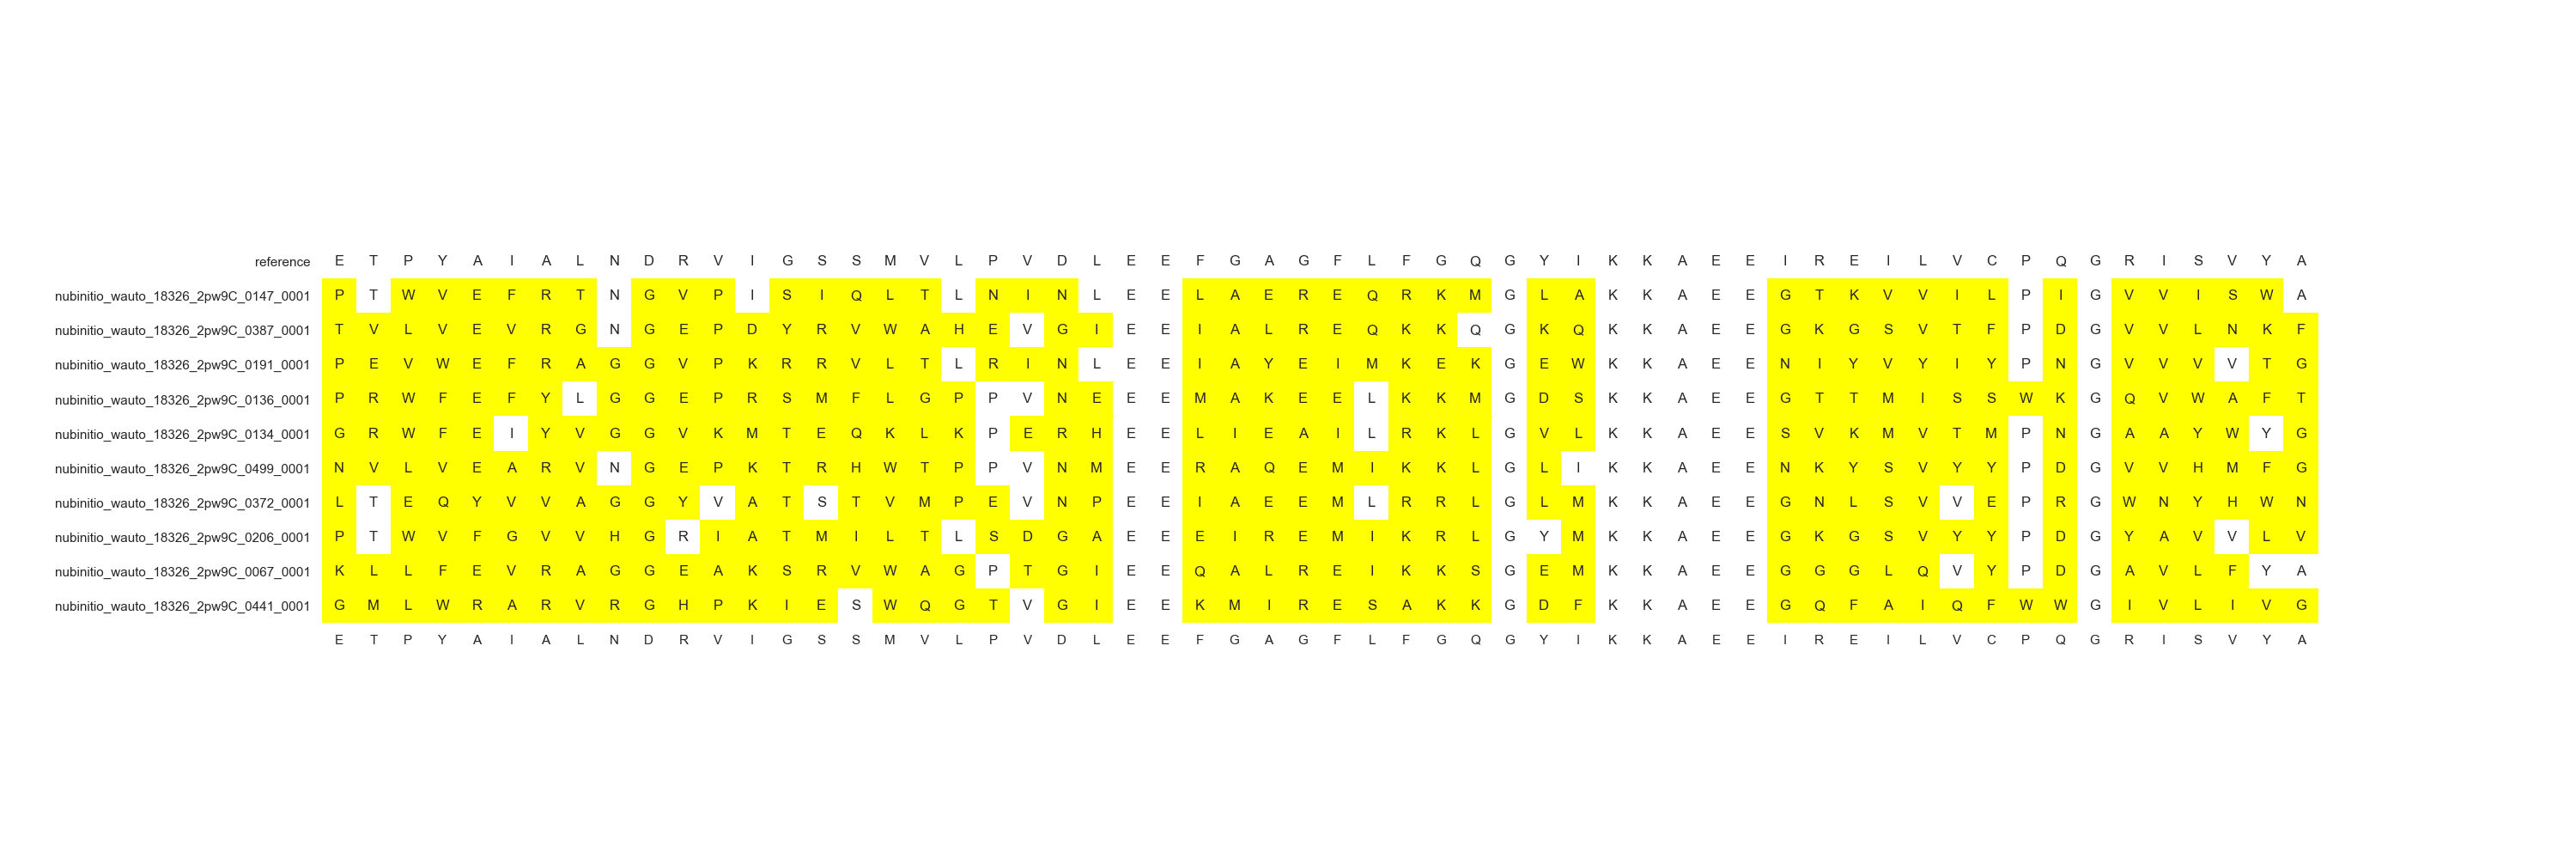 reference E T P Y A I A L N D R V I G S S M V L P V D L E E F G A G F L F G Q G Y I K K A E E I R E I L V C P Q G R I S V Y A
nubinitio_wauto_18326_2pw9C_0147_0001 P T W V E F R T N G V P I S I Q L T L N I N L E E L A E R E Q R K M G L A K K A E E G T K V V I L P I G V V I S W A
nubinitio_wauto_18326_2pw9C_0387_0001 T V L V E V R G N G E P D Y R V W A H E V G I E E I A L R E Q K K Q G K Q K K A E E G K G S V T F P D G V V L N K F
nubinitio_wauto_18326_2pw9C_0191_0001 P E V W E F R A G G V P K R R V L T L R I N L E E I A Y E I M K E K G E W K K A E E N I Y V Y I Y P N G V V V V T G
nubinitio_wauto_18326_2pw9C_0136_0001 P R W F E F Y L G G E P R S M F L G P P V N E E E M A K E E L K K M G D S K K A E E G T T M I S S W K G Q V W A F T
nubinitio_wauto_18326_2pw9C_0134_0001 G R W F E I Y V G G V K M T E Q K L K P E R H E E L I E A I L R K L G V L K K A E E S V K M V T M P N G A A Y W Y G
nubinitio_wauto_18326_2pw9C_0499_0001 N V L V E A R V N G E P K T R H W T P P V N M E E R A Q E M I K K L G L I K K A E E N K Y S V Y Y P D G V V H M F G
nubinitio_wauto_18326_2pw9C_0372_0001 L T E Q Y V V A G G Y V A T S T V M P E V N P E E I A E E M L R R L G L M K K A E E G N L S V V E P R G W N Y H W N
nubinitio_wauto_18326_2pw9C_0206_0001 P T W V F G V V H G R I A T M I L T L S D G A E E E I R E M I K R L G Y M K K A E E G K G S V Y Y P D G Y A V V L V
nubinitio_wauto_18326_2pw9C_0067_0001 K L L F E V R A G G E A K S R V W A G P T G I E E Q A L R E I K K S G E M K K A E E G G G L Q V Y P D G A V L F Y A
nubinitio_wauto_18326_2pw9C_0441_0001 G M L W R A R V R G H P K I E S W Q G T V G I E E K M I R E S A K K G D F K K A E E G Q F A I Q F W W G I V L I V G
E T P Y A I A L N D R V I G S S M V L P V D L E E F G A G F L F G Q G Y I K K A E E I R E I L V C P Q G R I S V Y A